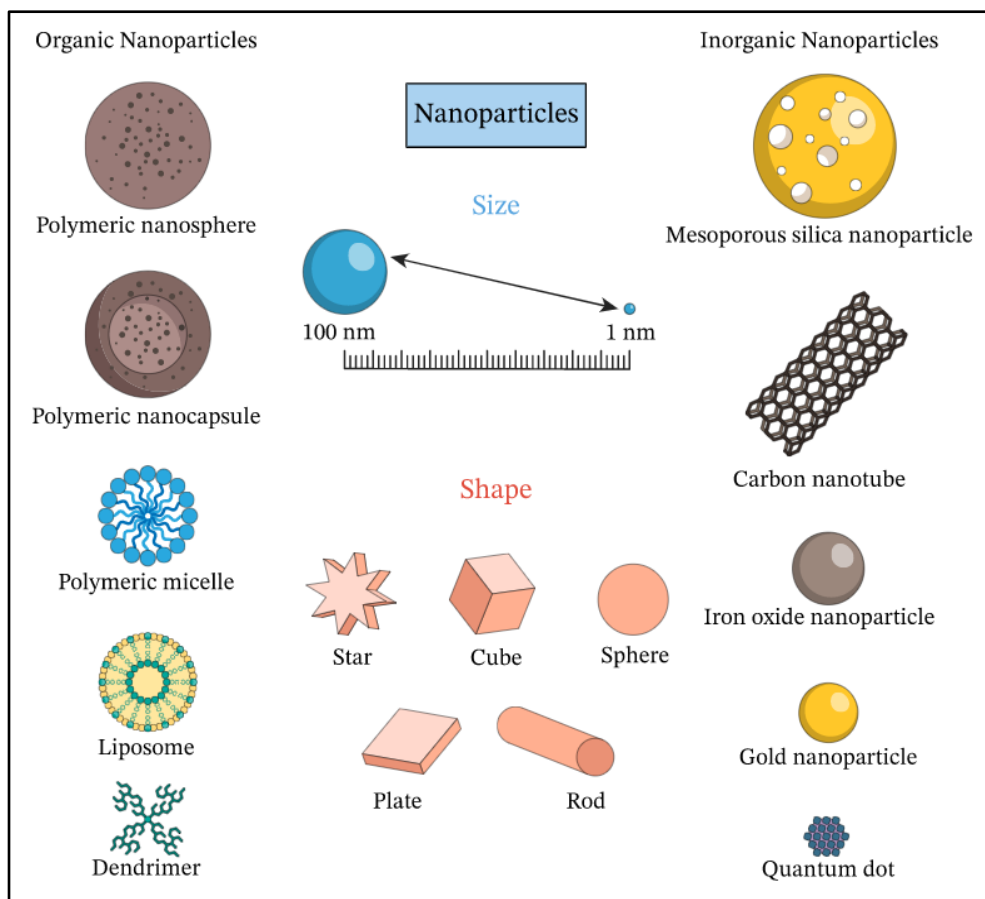 Organic Nanoparticles
Polymeric nanosphere
Polymeric nanocapsule
Polymeric micelle
Liposome
Dendrimer
Nanoparticles
Size
100 nm
1 nm
Shape
Star
Cube
Sphere
Plate
Rod
Inorganic Nanoparticles
Mesoporous silica nanoparticle
Carbon nanotube
Iron oxide nanoparticle
Gold nanoparticle
Quantum dot